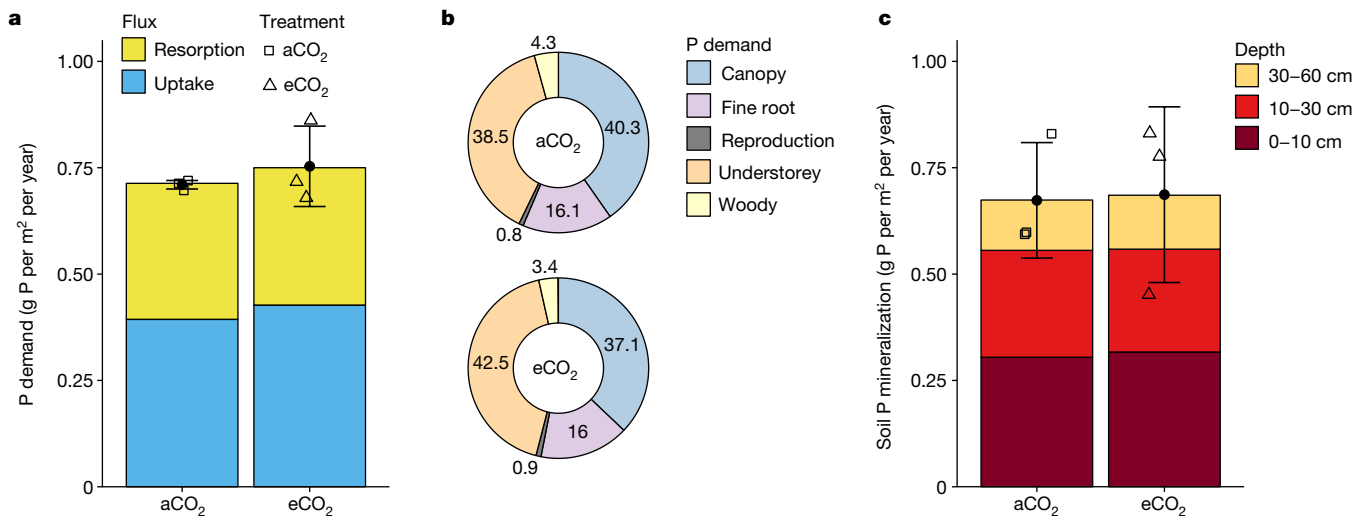 a
Flux
Treatment
Resorption
Uptake
aCO₂
eCO₂
P demand (g P per m² per year)
1.00
0.75
0.50
0.25
0
aCO₂
eCO₂
b
4.3
40.3
38.5
aCO₂
16.1
0.8
P demand
Canopy
Fine root
Reproduction
Understorey
Woody
3.4
37.1
42.5
eCO₂
16
0.9
c
Depth
30–60 cm
10–30 cm
0–10 cm
Soil P mineralization (g P per m² per year)
1.00
0.75
0.50
0.25
0
aCO₂
eCO₂